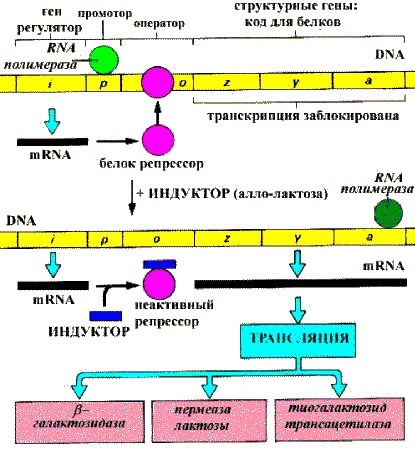 ген
регулятор
промотор
оператор
структурные гены:
код для белков
RNA
полимераза
DNA
i p o z y a
транскрипция заблокирована
mRNA
белок репрессор
+ ИНДУКТОР (алло-лактоза)
RNA
полимераза
DNA
i p o z y a
mRNA
mRNA
неактивный
репрессор
ИНДУКТОР
ТРАНСЛЯЦИЯ
β–
галактозидаза
пермеаза
лактозы
тиогалактозид
трансацетилаза